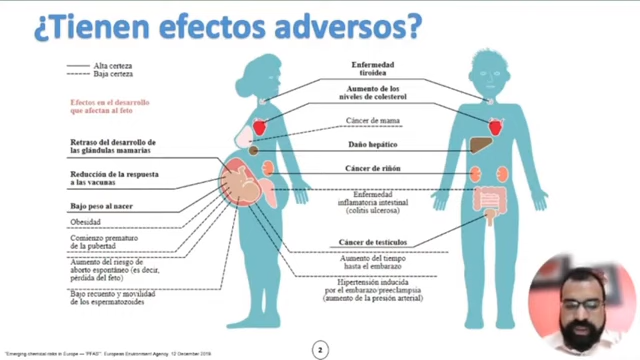 ¿Tienen efectos adversos?
Alta certeza
Baja certeza
Efectos en el desarrollo
que afectan al feto
Retraso del desarrollo de
las glándulas mamarias
Reducción de la respuesta
a las vacunas
Bajo peso al nacer
Obesidad
Comienzo prematuro
de la pubertad
Aumento del riesgo de
aborto espontáneo (es decir,
pérdida del feto)
Bajo recuento y movilidad
de los espermatozoides
Enfermedad
tiroidea
Aumento de los
niveles de colesterol
Cáncer de mama
Daño hepático
Cáncer de riñón
Enfermedad
inflamatoria intestinal
(colitis ulcerosa)
Cáncer de testículos
Aumento del tiempo
hasta el embarazo
Hipertensión inducida
por el embarazo/preeclampsia
(aumento de la presión arterial)
"Emerging chemical risks in Europe — 'PFAS'". European Environment Agency. 12 December 2019
2